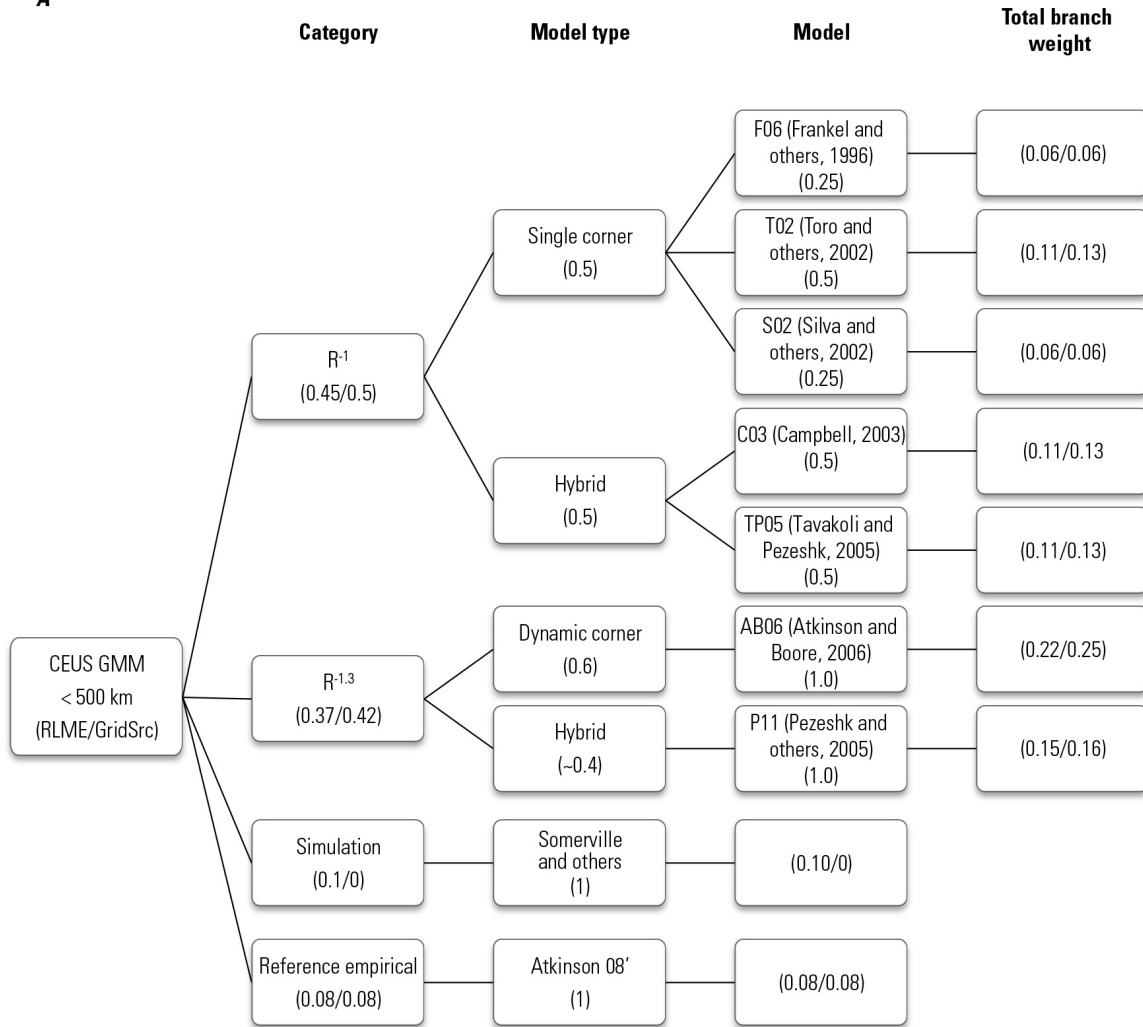 A
Category
Model type
Model
Total branch
weight
F06 (Frankel and
others, 1996)
(0.25)
(0.06/0.06)
Single corner
(0.5)
T02 (Toro and
others, 2002)
(0.5)
(0.11/0.13)
S02 (Silva and
others, 2002)
(0.25)
(0.06/0.06)
R-1
(0.45/0.5)
C03 (Campbell, 2003)
(0.5)
(0.11/0.13
Hybrid
(0.5)
TP05 (Tavakoli and
Pezeshk, 2005)
(0.5)
(0.11/0.13)
CEUS GMM
< 500 km
(RLME/GridSrc)
R-1.3
(0.37/0.42)
Dynamic corner
(0.6)
AB06 (Atkinson and
Boore, 2006)
(1.0)
(0.22/0.25)
Hybrid
(~0.4)
P11 (Pezeshk and
others, 2005)
(1.0)
(0.15/0.16)
Simulation
(0.1/0)
Somerville
and others
(1)
(0.10/0)
Reference empirical
(0.08/0.08)
Atkinson 08’
(1)
(0.08/0.08)